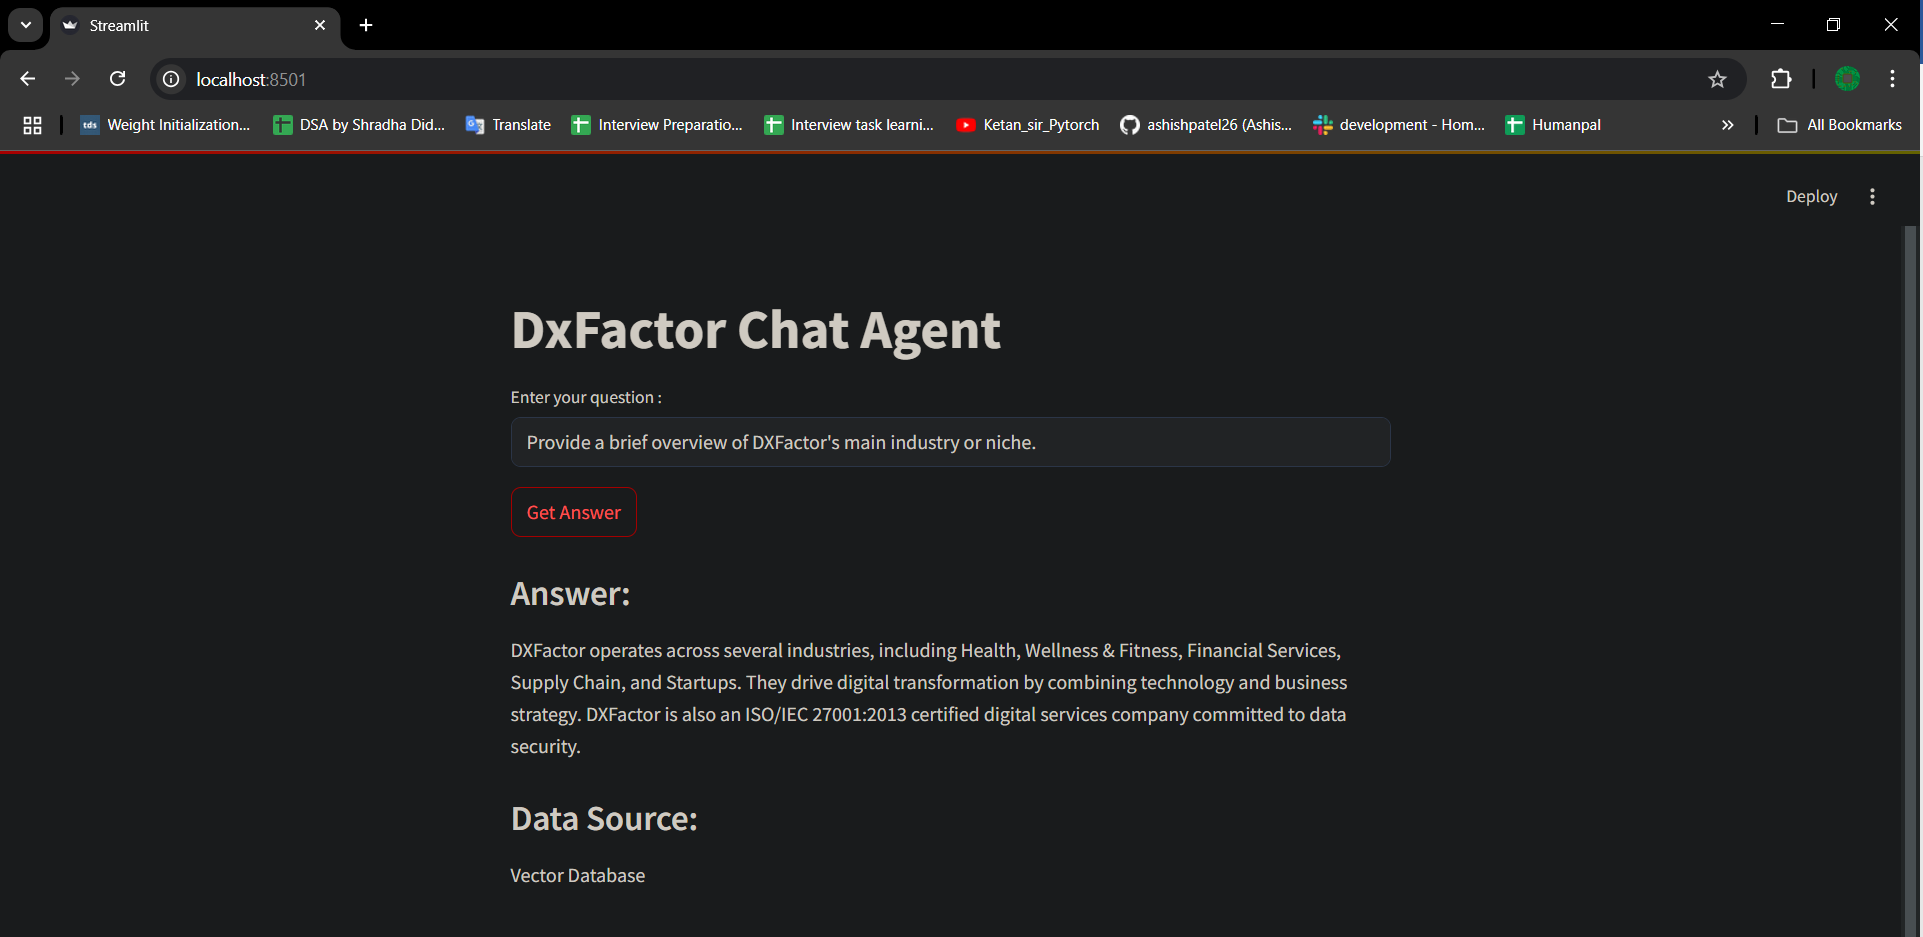 Streamlit
localhost:8501
tds Weight Initialization... DSA by Shradha Did... Translate Interview Preparatio... Interview task learni... Ketan_sir_Pytorch ashishpatel26 (Ashis... development - Hom... Humanpal All Bookmarks
Deploy
DxFactor Chat Agent
Enter your question :
Provide a brief overview of DXFactor's main industry or niche.
Get Answer
Answer:
DXFactor operates across several industries, including Health, Wellness & Fitness, Financial Services,
Supply Chain, and Startups. They drive digital transformation by combining technology and business
strategy. DXFactor is also an ISO/IEC 27001:2013 certified digital services company committed to data
security.
Data Source:
Vector Database